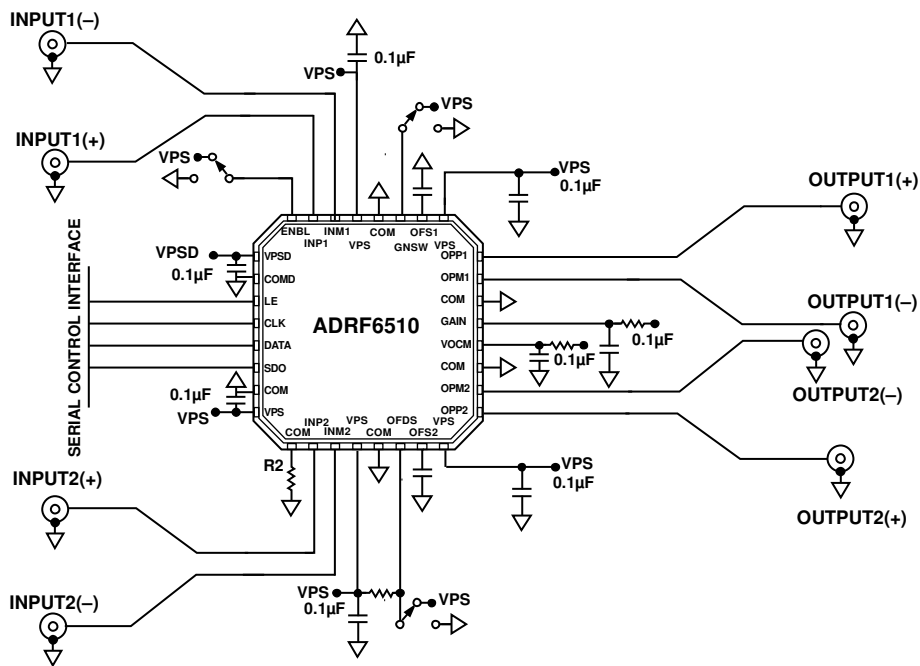 INPUT1(–)
0.1µF
VPS
VPS
INPUT1(+)
VPS
VPS
0.1µF
OUTPUT1(+)
ENBL INM1 COM OFS1
INP1 VPS GNSW VPS
VPSD
VPSD
OPP1
0.1µF
COMD
OPM1
SERIAL CONTROL INTERFACE
LE
COM
OUTPUT1(–)
CLK
ADRF6510
GAIN
0.1µF
DATA
VOCM
0.1µF
SDO
COM
0.1µF
COM
OPM2
OUTPUT2(–)
VPS
VPS
OPP2
INP2 VPS OFDS VPS
COM INM2 COM OFS2
R2
VPS
0.1µF
INPUT2(+)
OUTPUT2(+)
VPS
VPS
0.1µF
INPUT2(–)